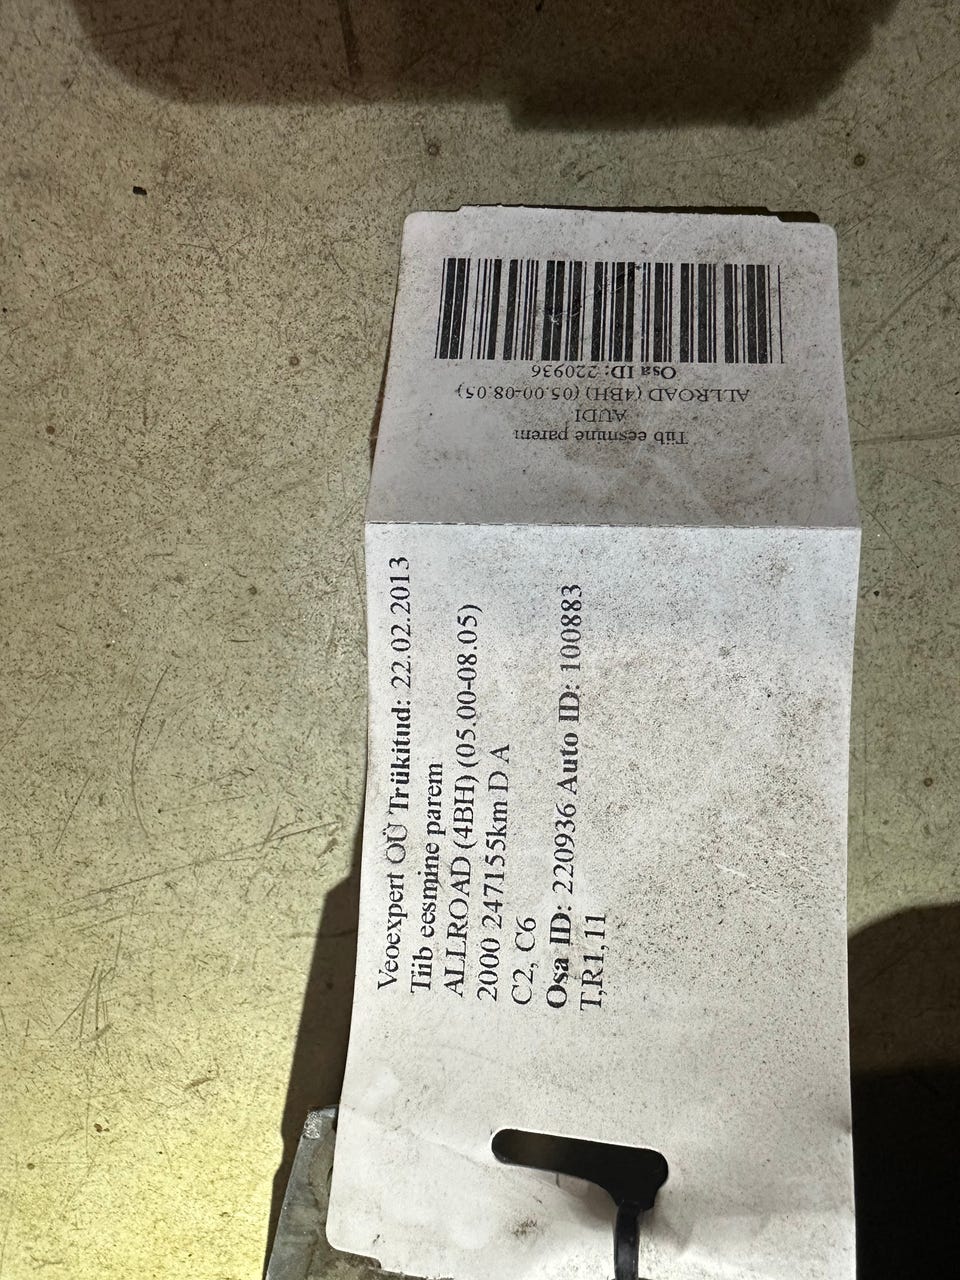 Osa ID: 220936
ALLROAD (4BH) (05.00-08.05)
AUDI
Tiib eesmine parem
Veoexpert OÜ Trükitud: 22.02.2013
Tiib eesmine parem
ALLROAD (4BH) (05.00-08.05)
2000 247155km D A
C2, C6
Osa ID: 220936 Auto ID: 100883
T,R1,11